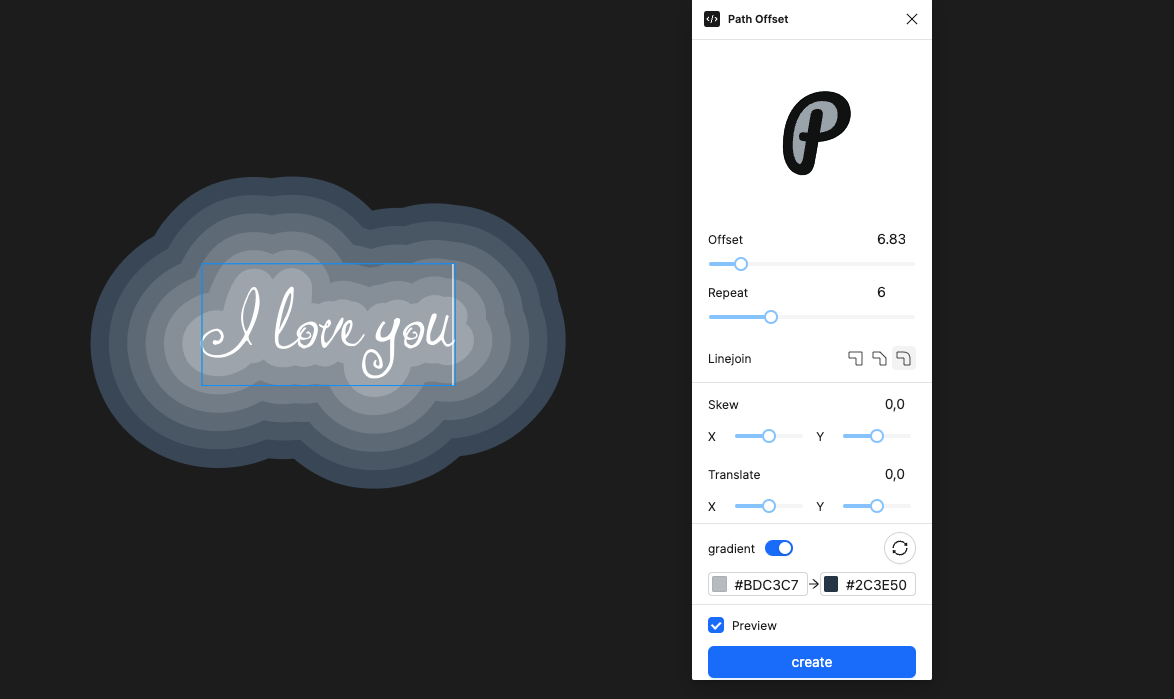 Path Offset
P
I love you
Offset 6.83
Repeat 6
Linejoin
Skew 0,0
X Y
Translate 0,0
X Y
gradient
#BDC3C7 → #2C3E50
Preview
create